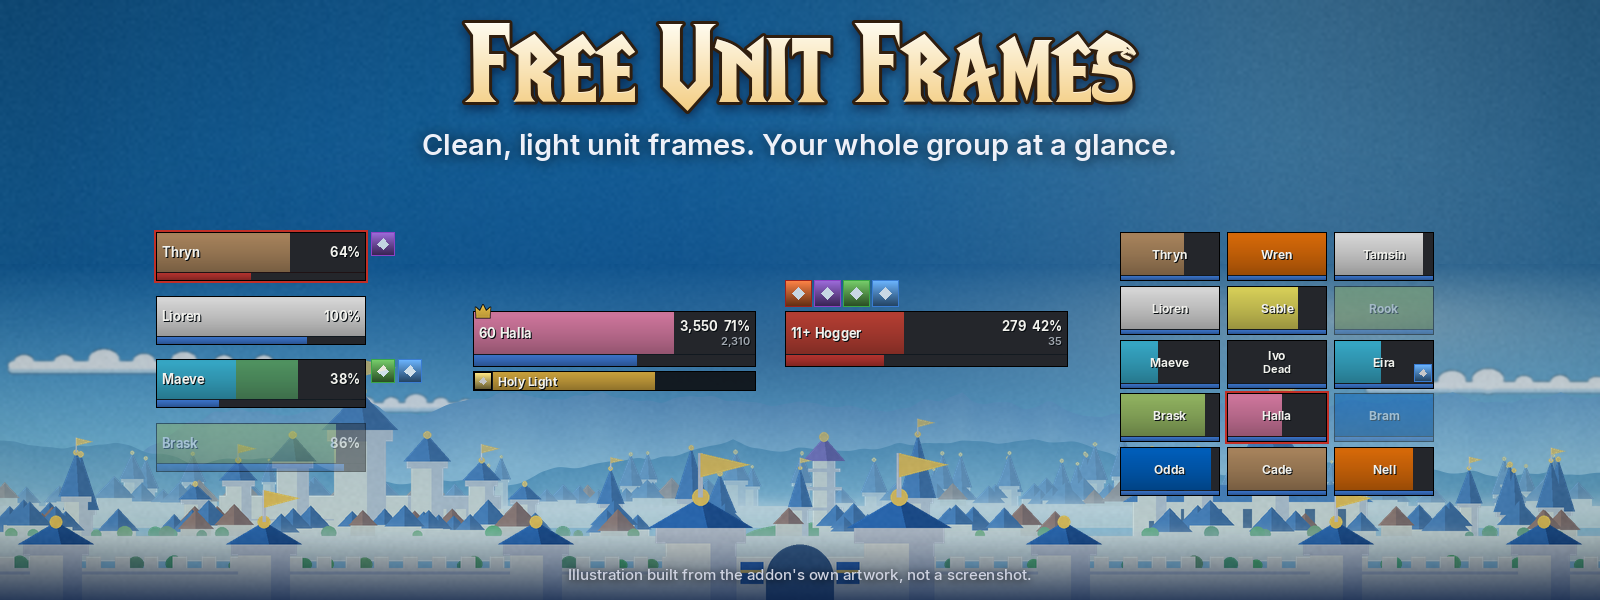 Free Unit Frames
Clean, light unit frames. Your whole group at a glance.
Thryn 64%
Lioren 100%
Maeve 38%
Brask 86%
60 Halla 3,550 71%
2,310
Holy Light
11+ Hogger 279 42%
35
Thryn Wren Tamsin
Lioren Sable Rook
Maeve Ivo Dead Eira
Brask Halla Bram
Odda Cade Nell
Illustration built from the addon's own artwork, not a screenshot.